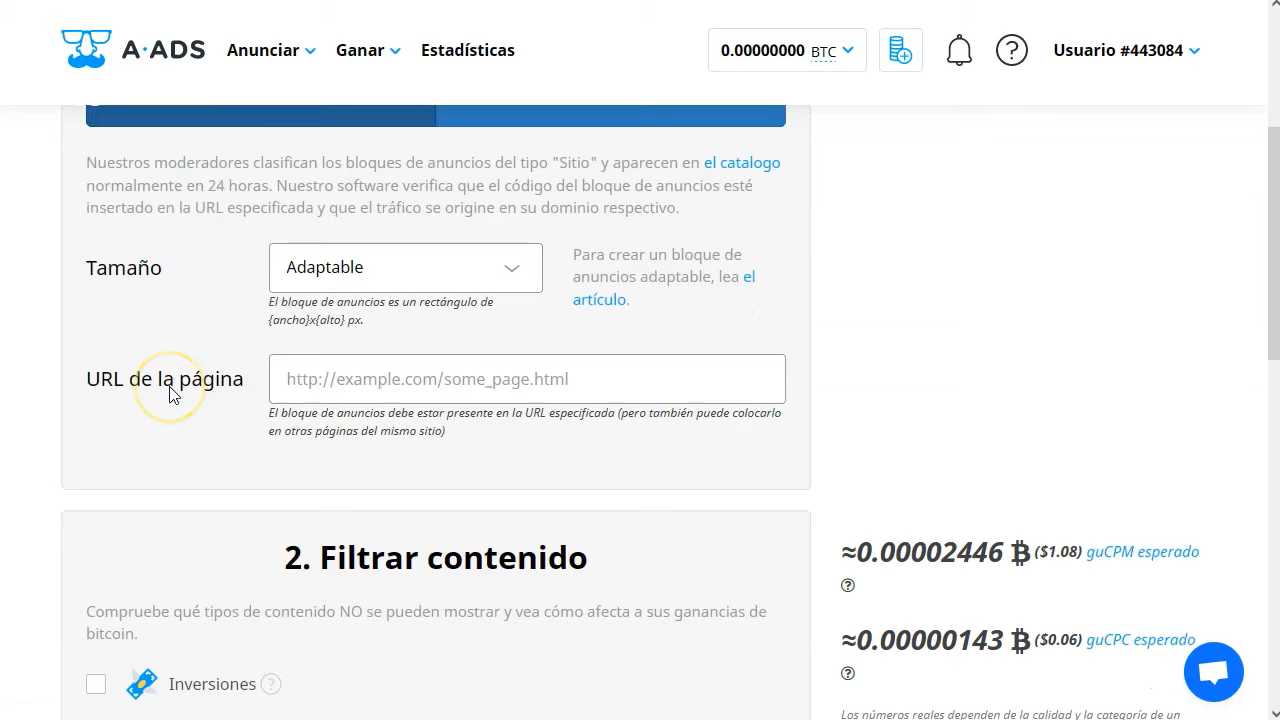 A·ADS Anunciar Ganar Estadísticas 0.00000000 BTC Usuario #443084
Nuestros moderadores clasifican los bloques de anuncios del tipo "Sitio" y aparecen en el catalogo
normalmente en 24 horas. Nuestro software verifica que el código del bloque de anuncios esté
insertado en la URL especificada y que el tráfico se origine en su dominio respectivo.
Tamaño
Adaptable
El bloque de anuncios es un rectángulo de
{ancho}x{alto} px.
Para crear un bloque de
anuncios adaptable, lea el
artículo.
URL de la página
http://example.com/some_page.html
El bloque de anuncios debe estar presente en la URL especificada (pero también puede colocarlo
en otras páginas del mismo sitio)
2. Filtrar contenido
Compruebe qué tipos de contenido NO se pueden mostrar y vea cómo afecta a sus ganancias de
bitcoin.
Inversiones ?
≈0.00002446 ₿ ($1.08) guCPM esperado
?
≈0.00000143 ₿ ($0.06) guCPC esperado
?
Los números reales dependen de la calidad y la categoría de un